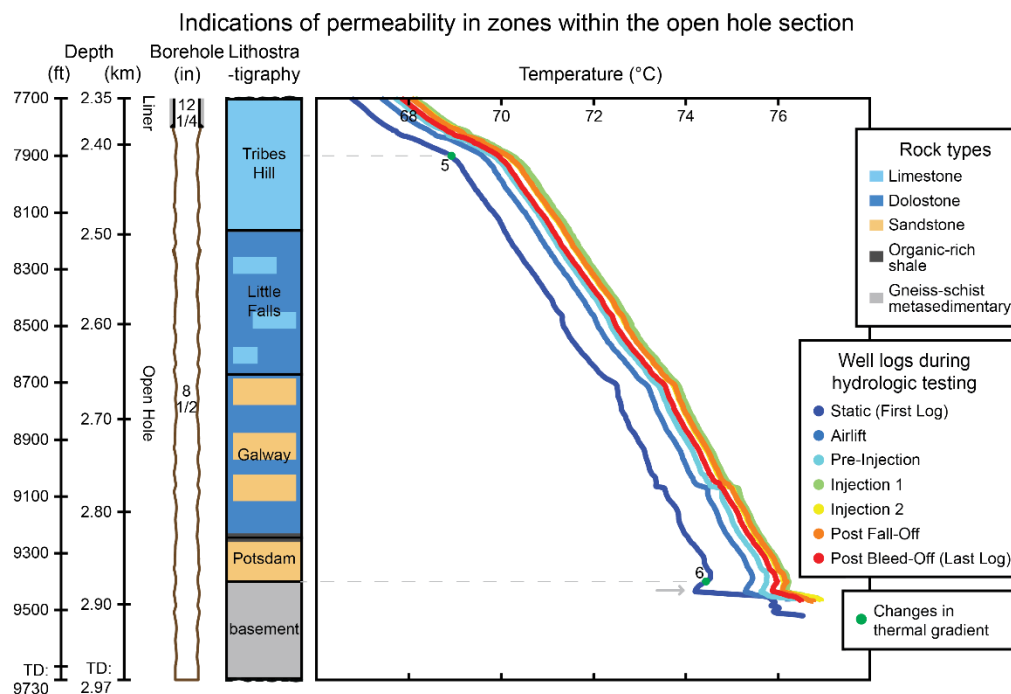 Indications of permeability in zones within the open hole section
Depth
(ft) (km)
Borehole
(in)
Lithostra
-tigraphy
Temperature (°C)
7700
7900
8100
8300
8500
8700
8900
9100
9300
9500
TD:
9730
2.35
2.40
2.50
2.60
2.70
2.80
2.90
TD:
2.97
Liner
Open Hole
12
1/4
8
1/2
Tribes
Hill
Little
Falls
Galway
Potsdam
basement
68 70 72 74 76
5
6
Rock types
Limestone
Dolostone
Sandstone
Organic-rich
shale
Gneiss-schist
metasedimentary
Well logs during
hydrologic testing
Static (First Log)
Airlift
Pre-Injection
Injection 1
Injection 2
Post Fall-Off
Post Bleed-Off (Last Log)
Changes in
thermal gradient